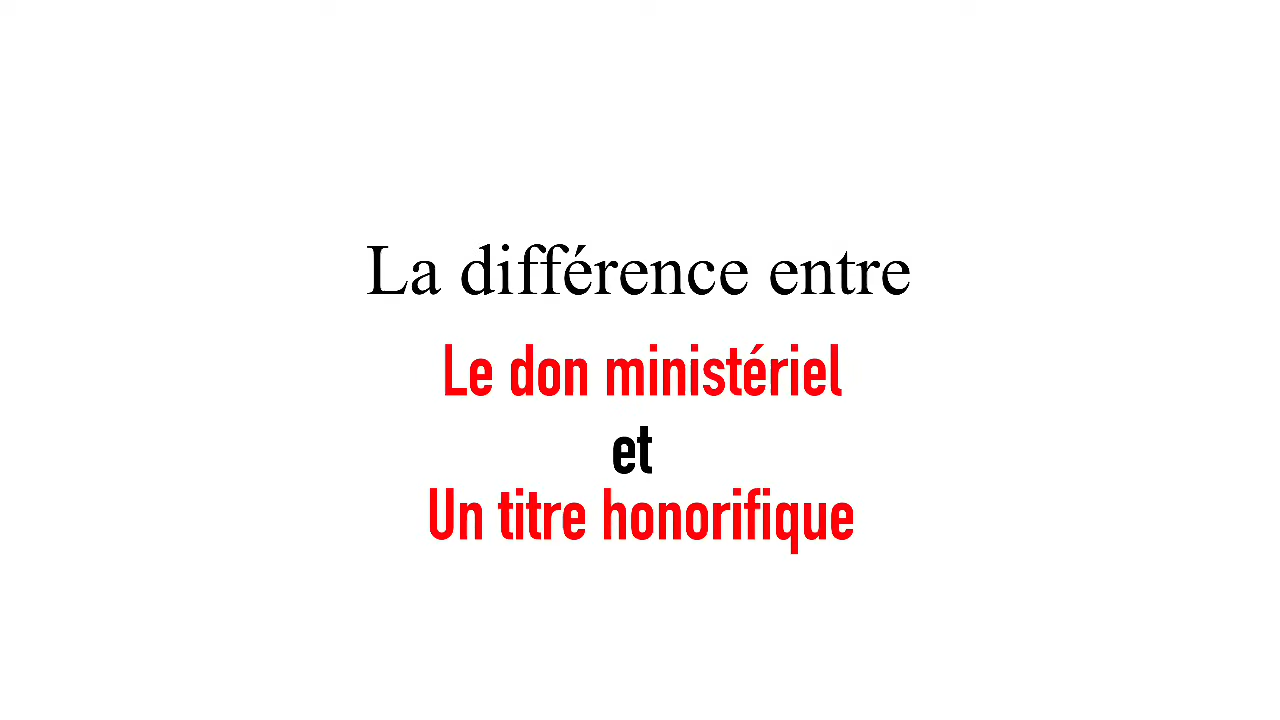 La différence entre
Le don ministériel
et
Un titre honorifique